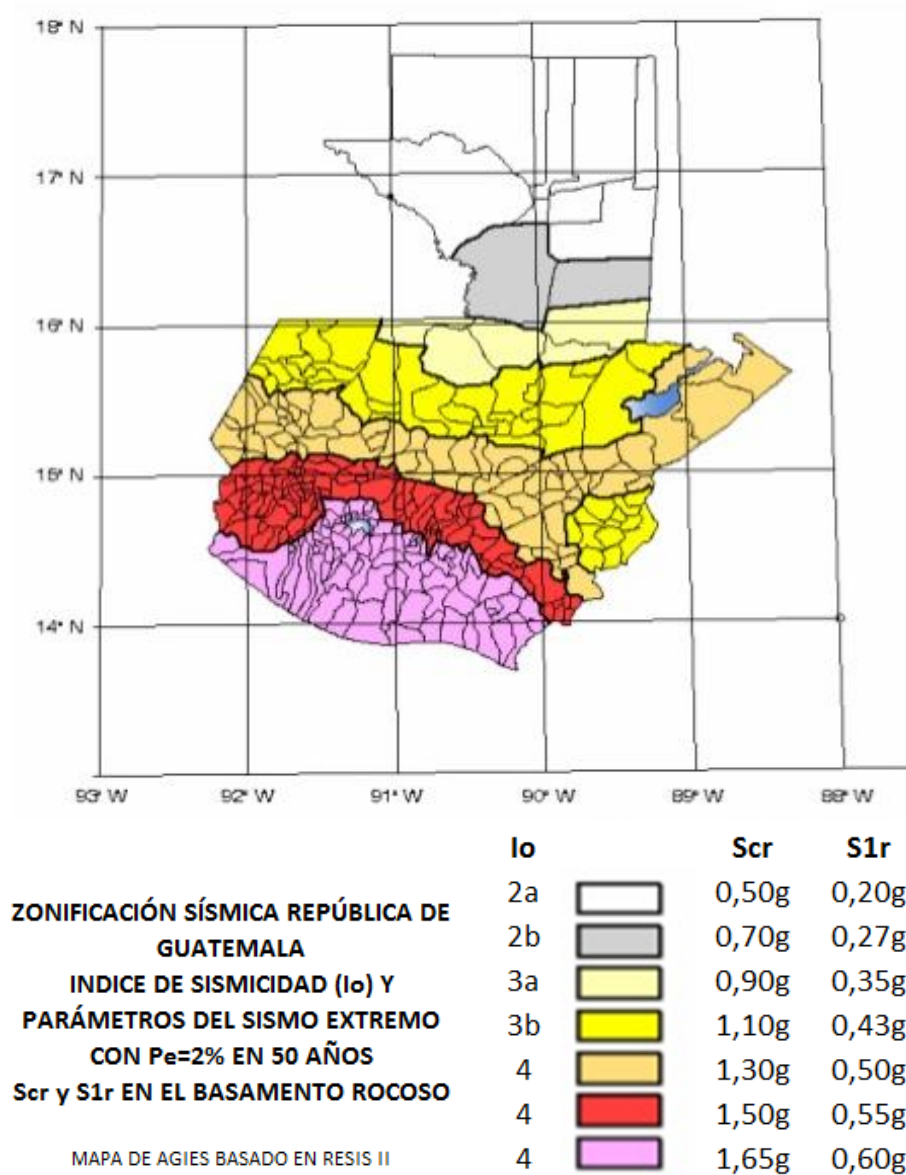 18° N
17° N
16° N
15° N
14° N
93° W 92° W 91° W 90° W 89° W 88° W
ZONIFICACIÓN SÍSMICA REPÚBLICA DE
GUATEMALA
INDICE DE SISMICIDAD (Io) Y
PARÁMETROS DEL SISMO EXTREMO
CON Pe=2% EN 50 AÑOS
Scr y S1r EN EL BASAMENTO ROCOSO
MAPA DE AGIES BASADO EN RESIS II
Io Scr S1r
2a 0,50g 0,20g
2b 0,70g 0,27g
3a 0,90g 0,35g
3b 1,10g 0,43g
4 1,30g 0,50g
4 1,50g 0,55g
4 1,65g 0,60g